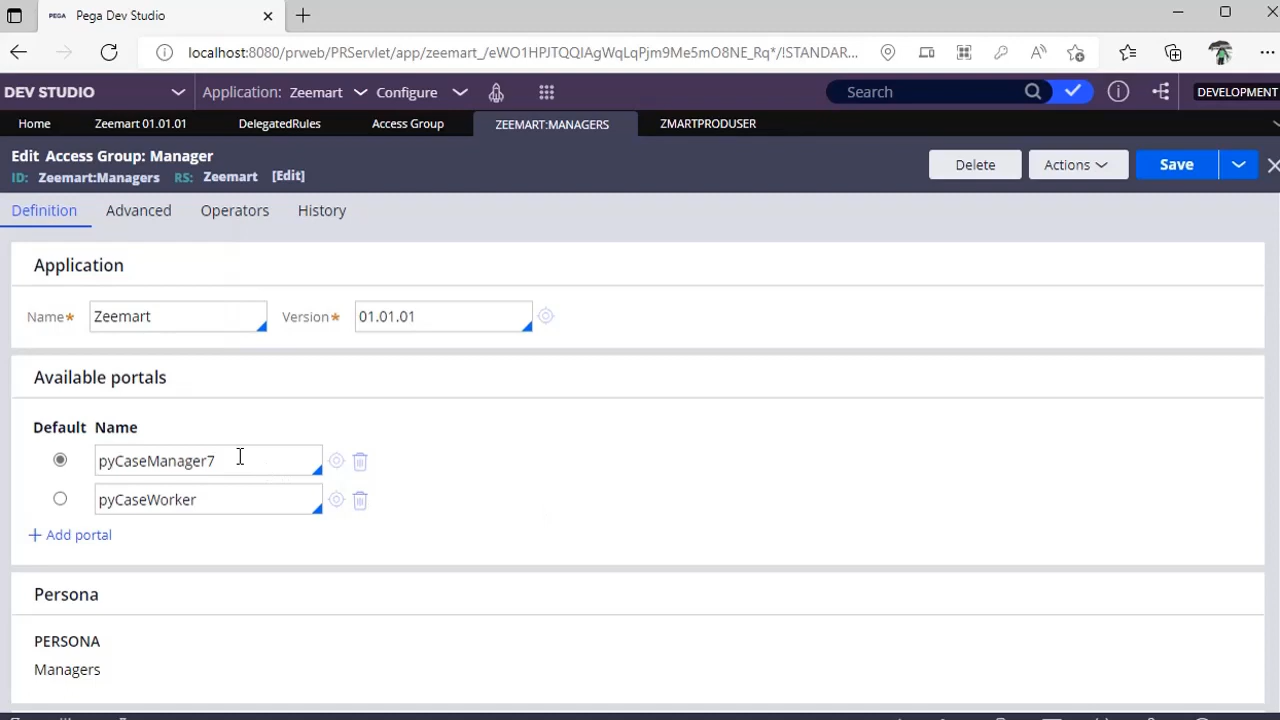 PEGA Pega Dev Studio
localhost:8080/prweb/PRServlet/app/zeemart_/eWO1HPJTQQIAgWqLqPjm9Me5mO8NE_Rq*/!STANDAR...
DEV STUDIO Application: Zeemart Configure Search DEVELOPMENT
Home Zeemart 01.01.01 DelegatedRules Access Group ZEEMART:MANAGERS ZMARTPRODUSER
Edit Access Group: Manager
ID: Zeemart:Managers RS: Zeemart [Edit]
Delete Actions Save
Definition Advanced Operators History
Application
Name* Zeemart Version* 01.01.01
Available portals
Default Name
pyCaseManager7
pyCaseWorker
+ Add portal
Persona
PERSONA
Managers